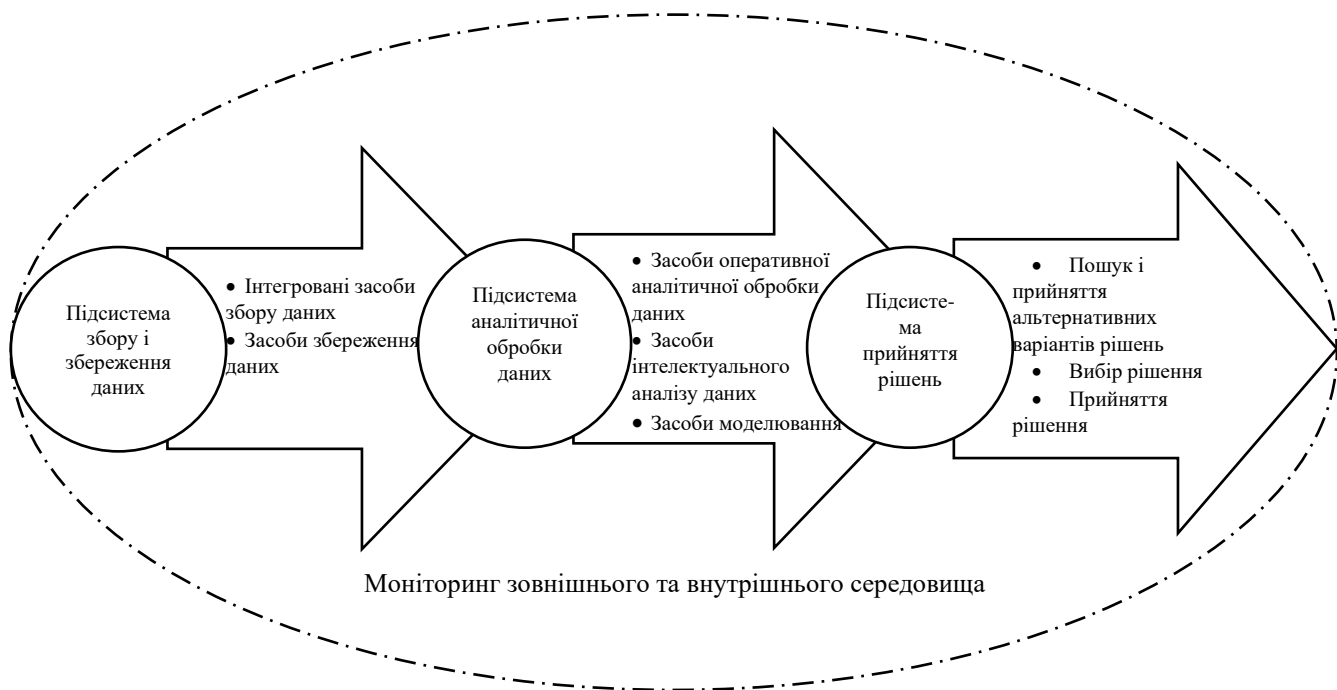 Підсистема
збору і
збереження
даних
• Інтегровані засоби
збору даних
• Засоби збереження
даних
Підсистема
аналітичної
обробки
даних
• Засоби оперативної
аналітичної обробки
даних
• Засоби
інтелектуального
аналізу даних
• Засоби моделювання
Підсисте-
ма
прийняття
рішень
• Пошук і
прийняття
альтернативних
варіантів рішень
• Вибір рішення
• Прийняття
рішення
Моніторинг зовнішнього та внутрішнього середовища